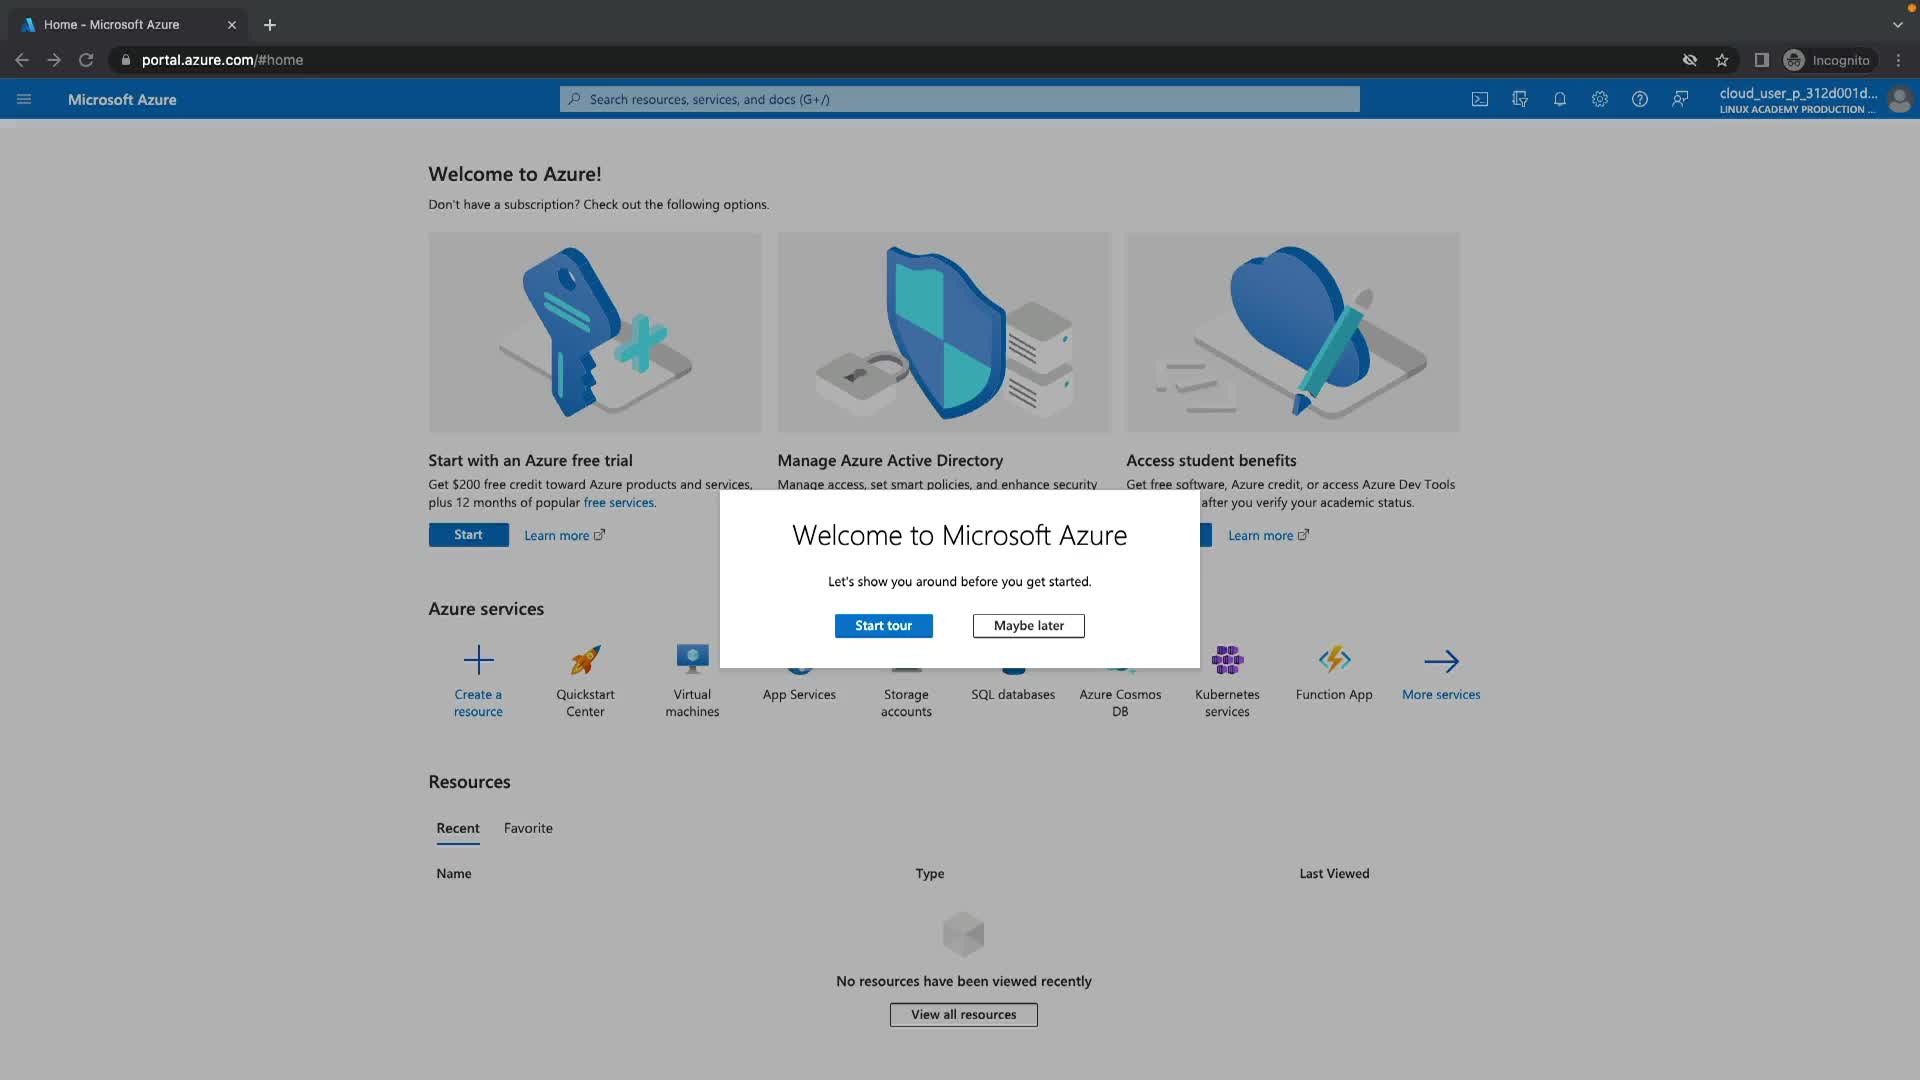 Home - Microsoft Azure
portal.azure.com/#home
Incognito
Microsoft Azure
Search resources, services, and docs (G+/)
cloud_user_p_312d001d...
LINUX ACADEMY PRODUCTION ...
Welcome to Azure!
Don't have a subscription? Check out the following options.
Start with an Azure free trial
Get $200 free credit toward Azure products and services,
plus 12 months of popular free services.
Start
Learn more
Manage Azure Active Directory
Manage access, set smart policies, and enhance security
Access student benefits
Get free software, Azure credit, or access Azure Dev Tools
after you verify your academic status.
Learn more
Welcome to Microsoft Azure
Let's show you around before you get started.
Start tour
Maybe later
Azure services
Create a
resource
Quickstart
Center
Virtual
machines
App Services
Storage
accounts
SQL databases
Azure Cosmos
DB
Kubernetes
services
Function App
More services
Resources
Recent
Favorite
Name
Type
Last Viewed
No resources have been viewed recently
View all resources